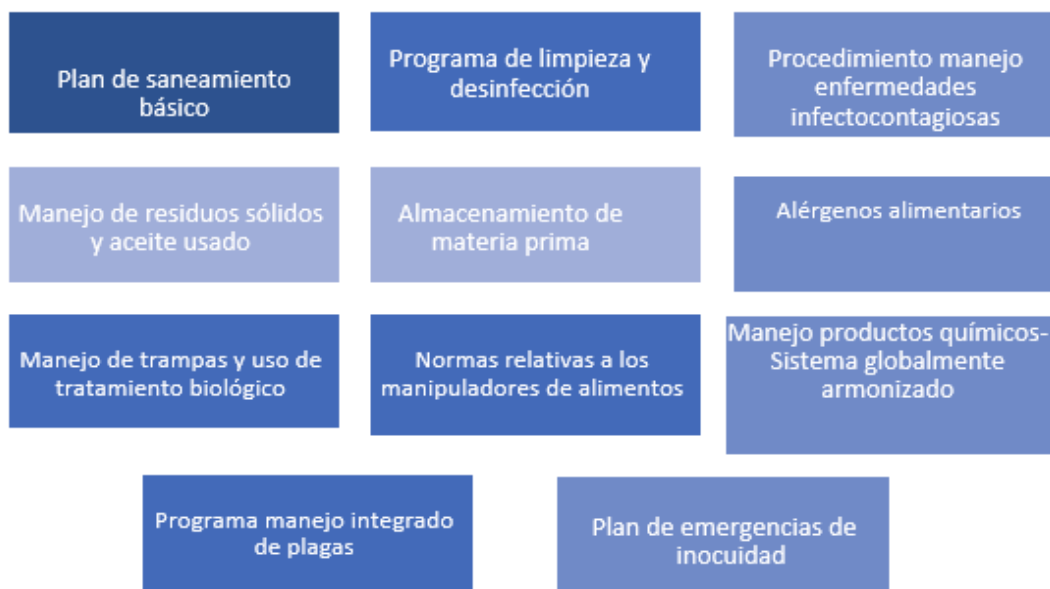 Plan de saneamiento
básico
Programa de limpieza y
desinfección
Procedimiento manejo
enfermedades
infectocontagiosas
Manejo de residuos sólidos
y aceite usado
Almacenamiento de
materia prima
Alérgenos alimentarios
Manejo de trampas y uso de
tratamiento biológico
Normas relativas a los
manipuladores de alimentos
Manejo productos químicos-
Sistema globalmente
armonizado
Programa manejo integrado
de plagas
Plan de emergencias de
inocuidad